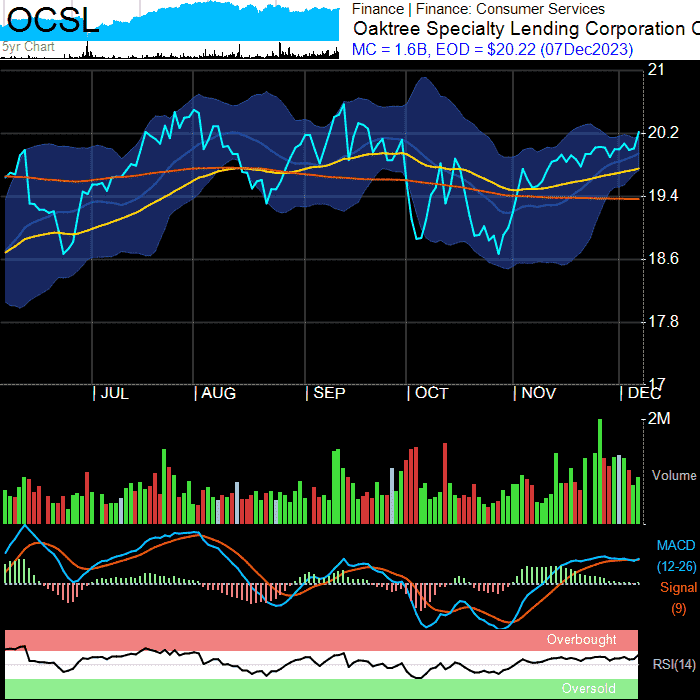 OCSL
5yr Chart
Finance | Finance: Consumer Services
Oaktree Specialty Lending Corporation C
MC = 1.6B, EOD = $20.22 (07Dec2023)
21
20.2
19.4
18.6
17.8
17
JUL
AUG
SEP
OCT
NOV
DEC
2M
Volume
MACD
(12-26)
Signal
(9)
Overbought
RSI(14)
Oversold